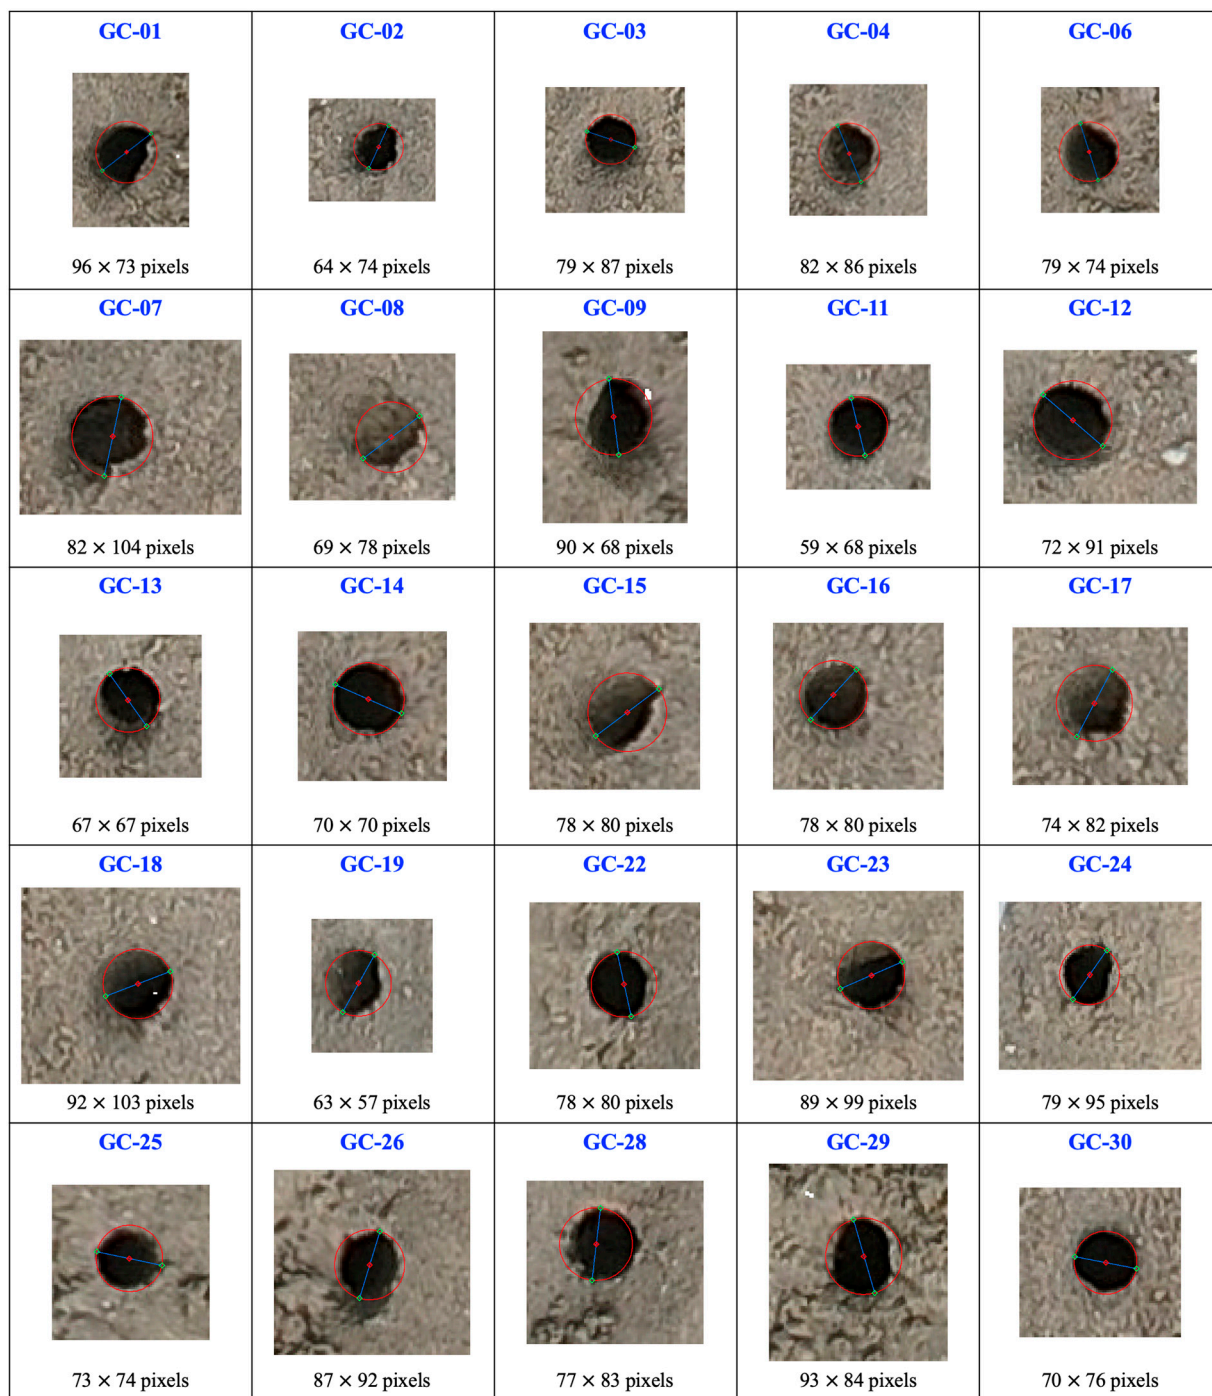 GC-01 GC-02 GC-03 GC-04 GC-06
96 × 73 pixels 64 × 74 pixels 79 × 87 pixels 82 × 86 pixels 79 × 74 pixels
GC-07 GC-08 GC-09 GC-11 GC-12
82 × 104 pixels 69 × 78 pixels 90 × 68 pixels 59 × 68 pixels 72 × 91 pixels
GC-13 GC-14 GC-15 GC-16 GC-17
67 × 67 pixels 70 × 70 pixels 78 × 80 pixels 78 × 80 pixels 74 × 82 pixels
GC-18 GC-19 GC-22 GC-23 GC-24
92 × 103 pixels 63 × 57 pixels 78 × 80 pixels 89 × 99 pixels 79 × 95 pixels
GC-25 GC-26 GC-28 GC-29 GC-30
73 × 74 pixels 87 × 92 pixels 77 × 83 pixels 93 × 84 pixels 70 × 76 pixels